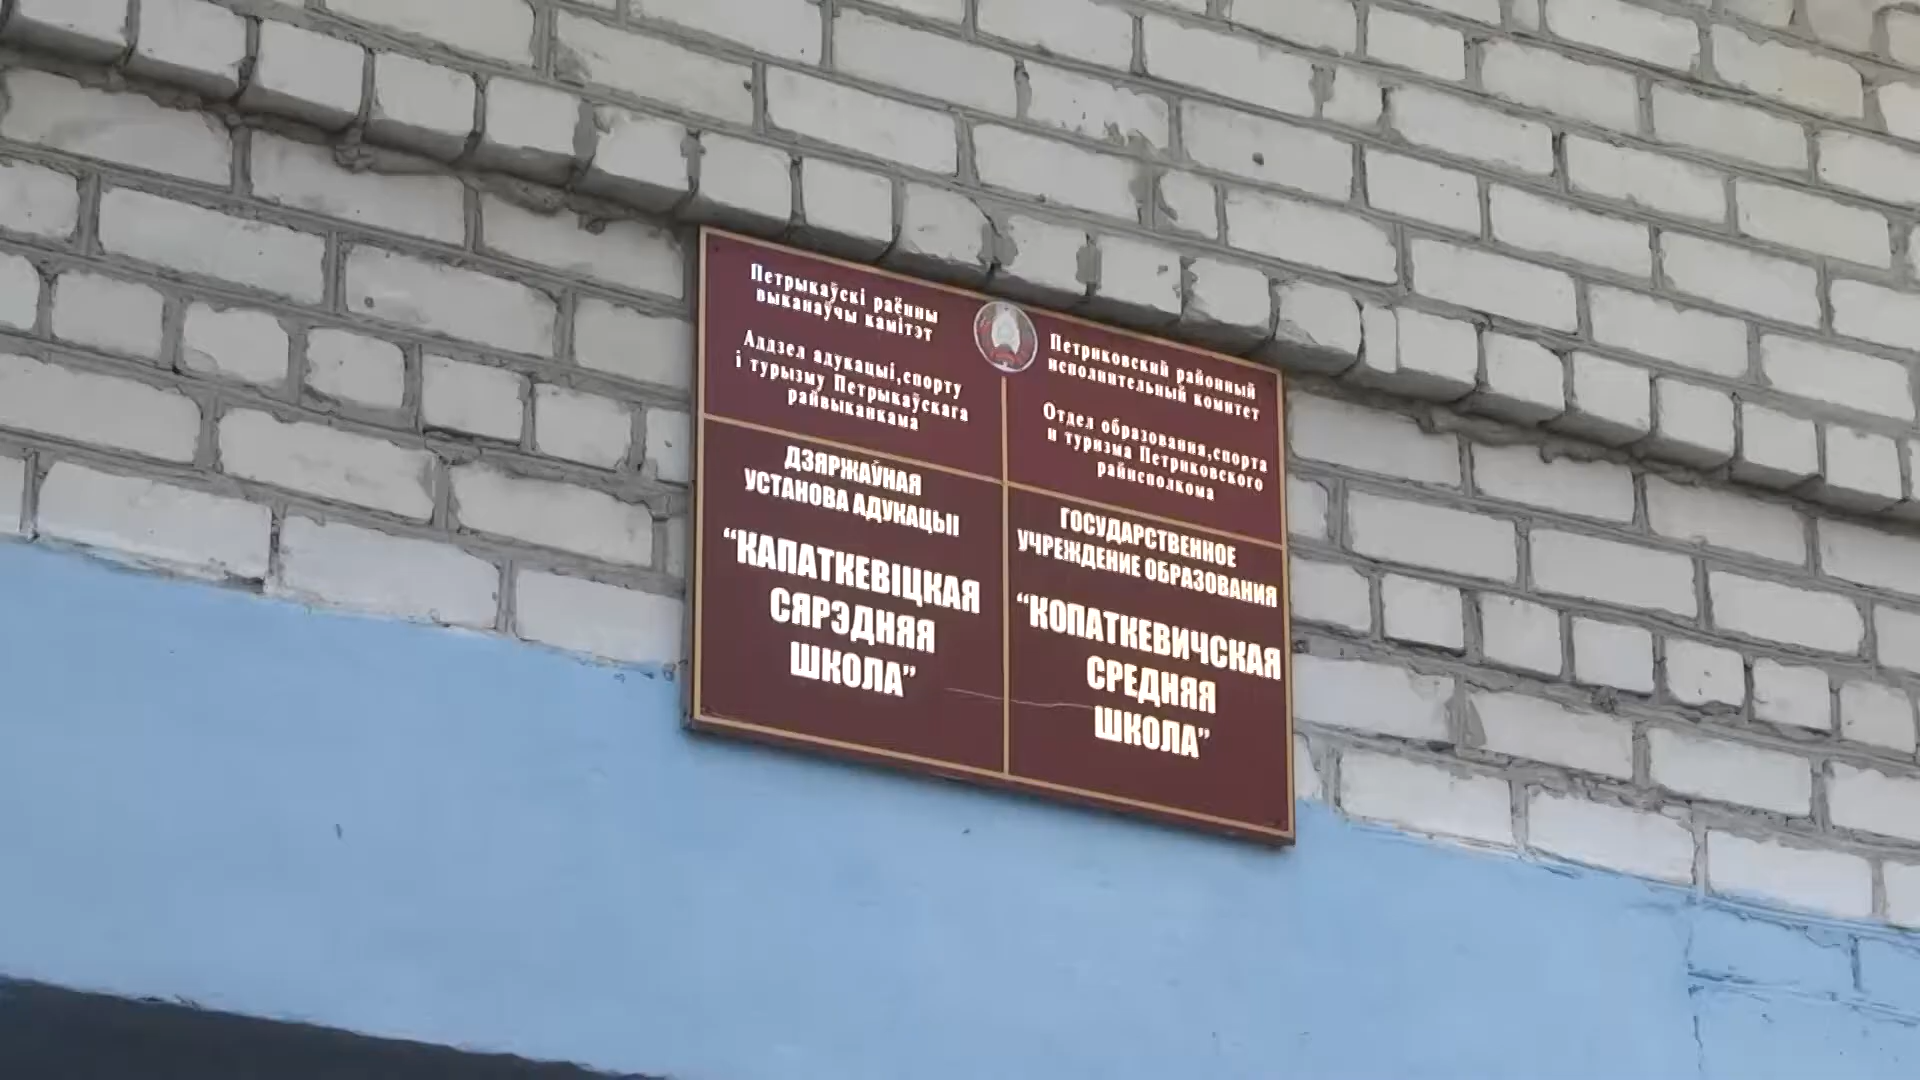 Петрыкаўскі раённы
выканаўчы камітэт
Аддзел адукацыі,спорту
і турызму Петрыкаўскага
райвыканкама
ДЗЯРЖАЎНАЯ
УСТАНОВА АДУКАЦЫІ
“КАПАТКЕВІЦКАЯ
СЯРЭДНЯЯ
ШКОЛА”
Петриковский районный
исполнительный комитет
Отдел образования,спорта
и туризма Петриковского
райисполкома
ГОСУДАРСТВЕННОЕ
УЧРЕЖДЕНИЕ ОБРАЗОВАНИЯ
“КОПАТКЕВИЧСКАЯ
СРЕДНЯЯ
ШКОЛА”